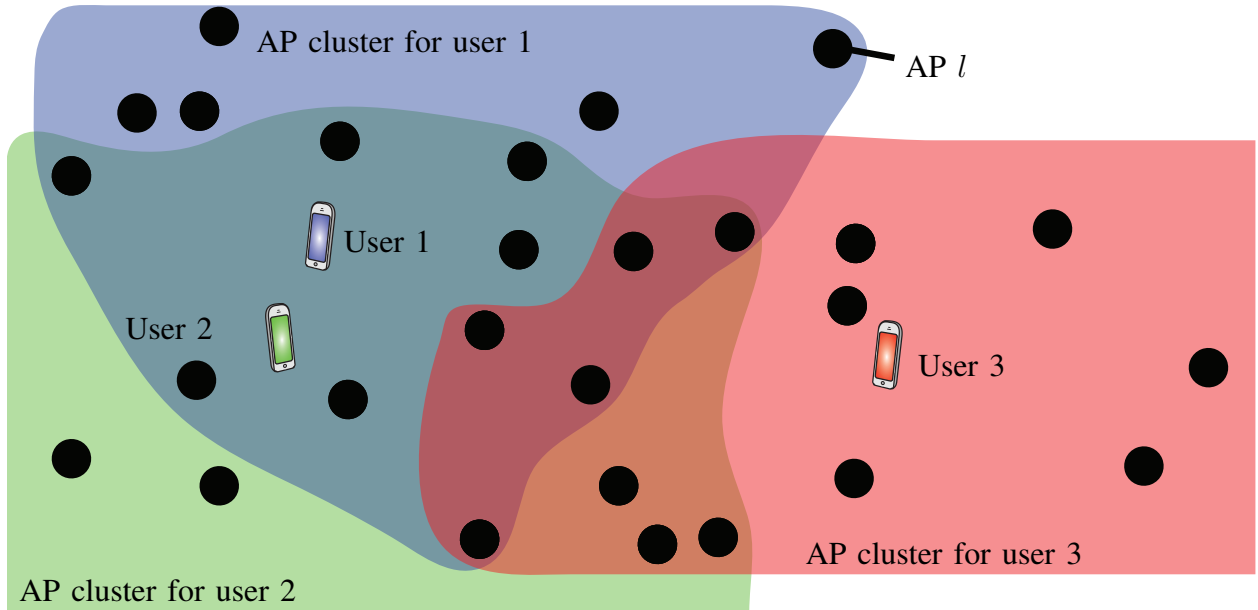 AP cluster for user 1
AP l
User 1
User 2
User 3
AP cluster for user 3
AP cluster for user 2